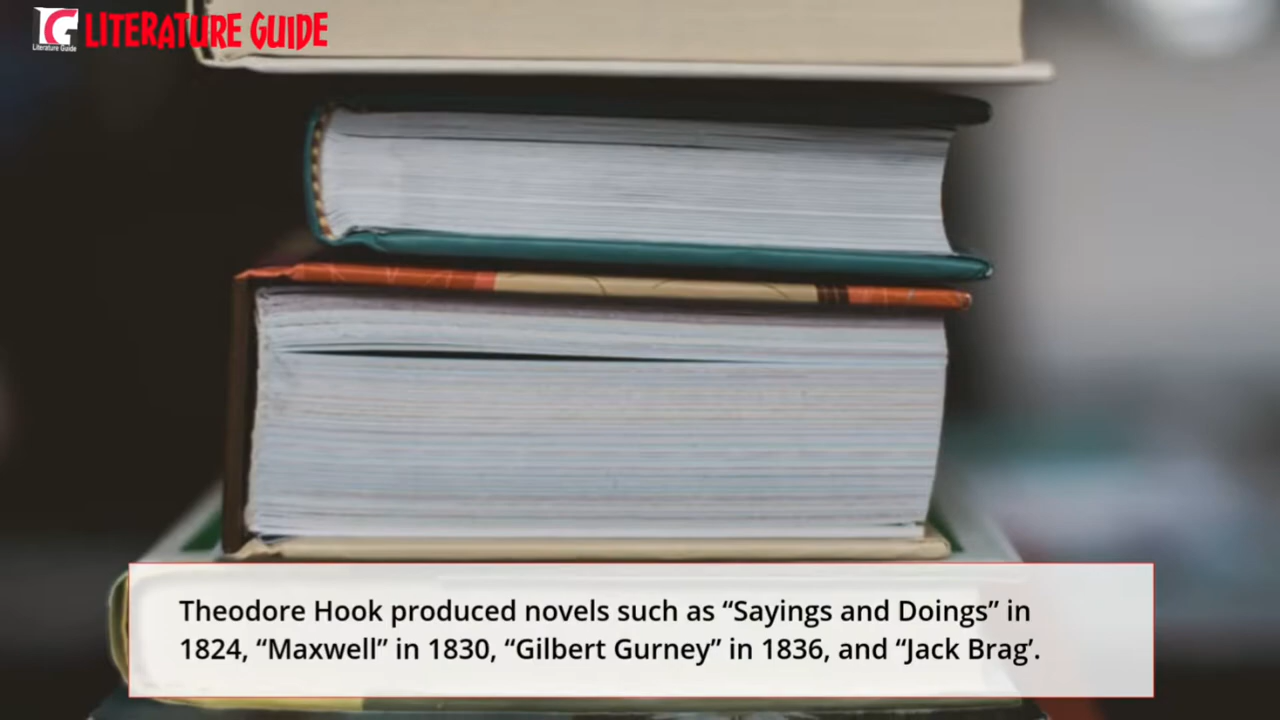 LG
Literature Guide
LITERATURE GUIDE
Theodore Hook produced novels such as “Sayings and Doings” in
1824, “Maxwell” in 1830, “Gilbert Gurney” in 1836, and “Jack Brag’.